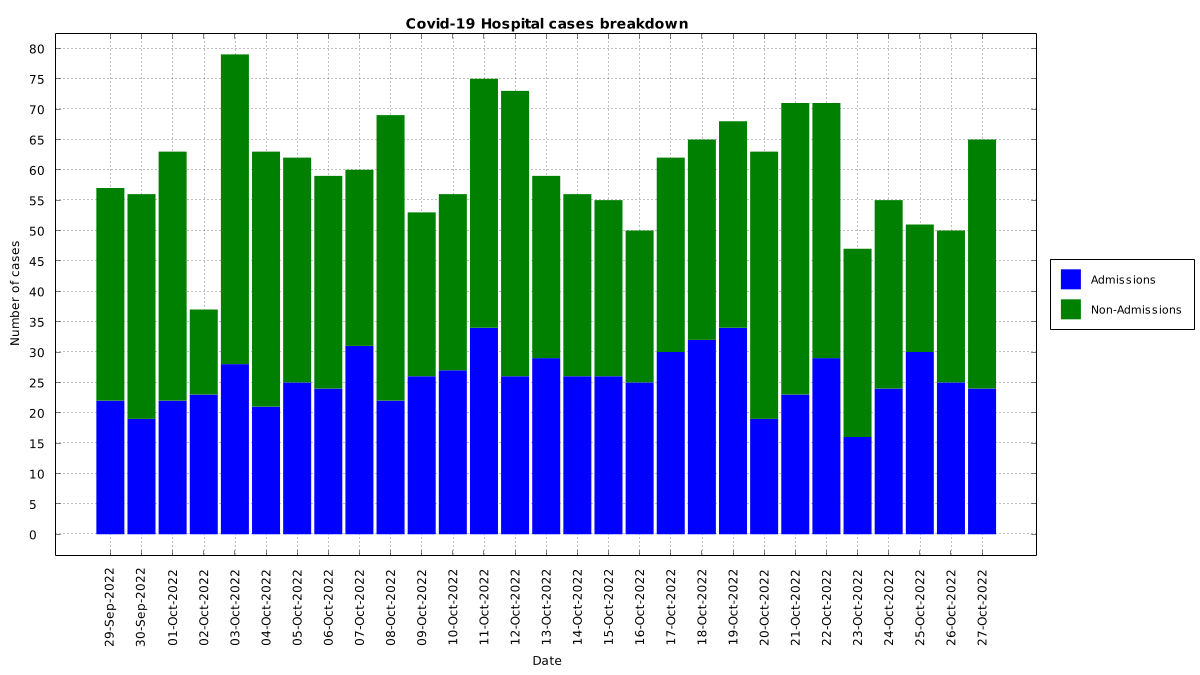 Covid-19 Hospital cases breakdown
80
75
70
65
60
55
50
45
40
35
30
25
20
15
10
5
0
Number of cases
29-Sep-2022
30-Sep-2022
01-Oct-2022
02-Oct-2022
03-Oct-2022
04-Oct-2022
05-Oct-2022
06-Oct-2022
07-Oct-2022
08-Oct-2022
09-Oct-2022
10-Oct-2022
11-Oct-2022
12-Oct-2022
13-Oct-2022
14-Oct-2022
15-Oct-2022
16-Oct-2022
17-Oct-2022
18-Oct-2022
19-Oct-2022
20-Oct-2022
21-Oct-2022
22-Oct-2022
23-Oct-2022
24-Oct-2022
25-Oct-2022
26-Oct-2022
27-Oct-2022
Date
Admissions
Non-Admissions